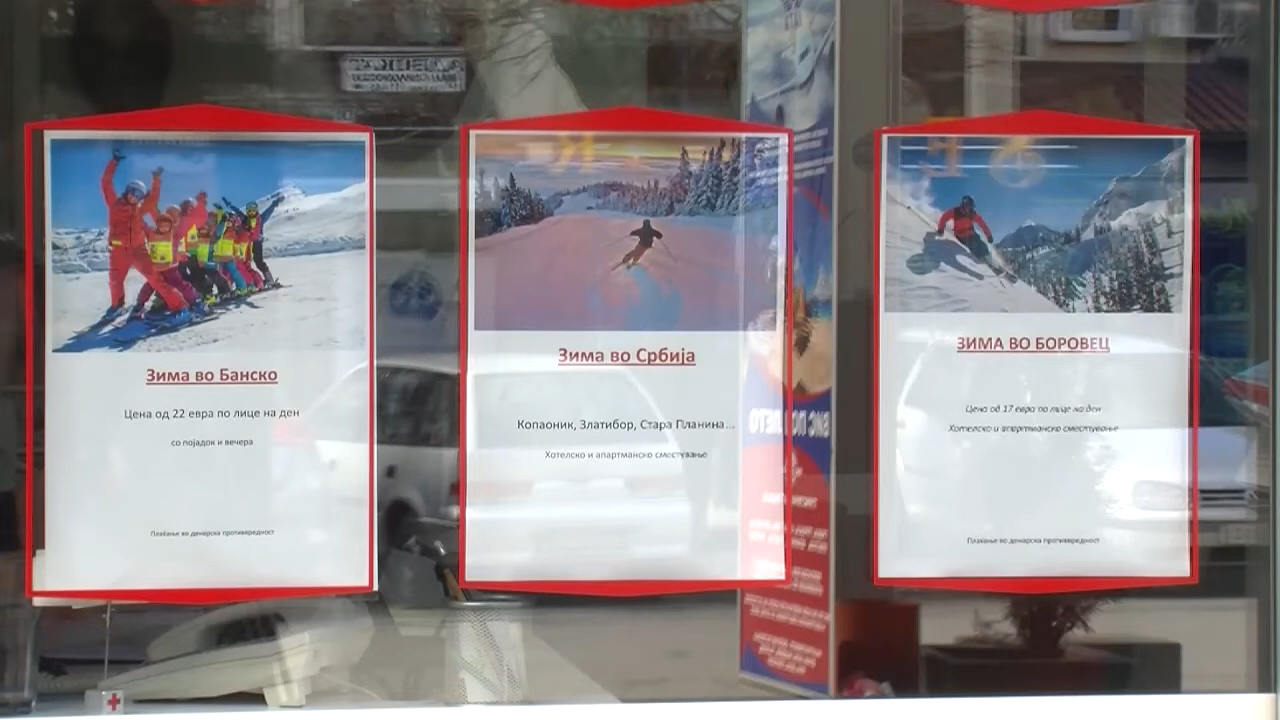 Зима во Банско
Цена од 22 евра по лице на ден
со појадок и вечера
Плаќање во денарска противвредност
Зима во Србија
Копаоник, Златибор, Стара Планина...
Хотелско и апартманско сместување
ЗИМА ВО БОРОВЕЦ
Цена од 17 евра по лице на ден
Хотелско и апартманско сместување
Плаќање во денарска противвредност